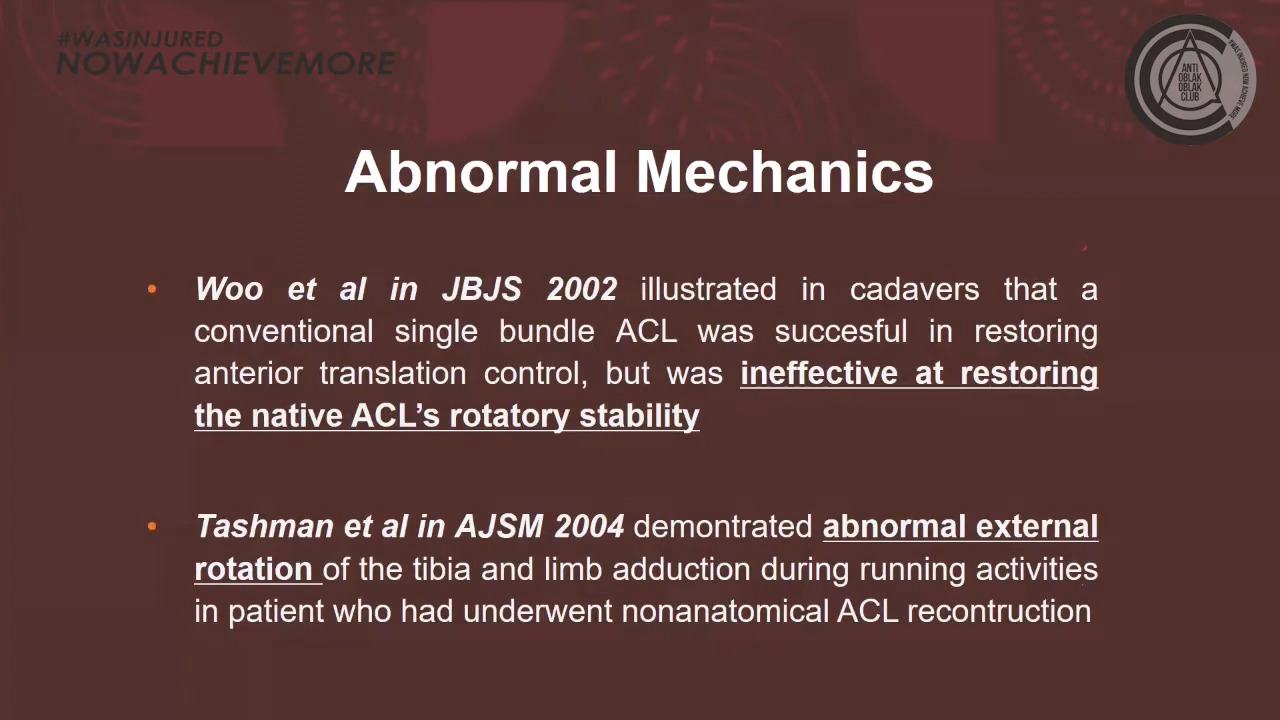 #WASINJURED
NOWACHIEVEMORE
ANTI
OBLAK
OBLAK
CLUB
Abnormal Mechanics
• Woo et al in JBJS 2002 illustrated in cadavers that a
conventional single bundle ACL was succesful in restoring
anterior translation control, but was ineffective at restoring
the native ACL’s rotatory stability
• Tashman et al in AJSM 2004 demontrated abnormal external
rotation of the tibia and limb adduction during running activities
in patient who had underwent nonanatomical ACL recontruction